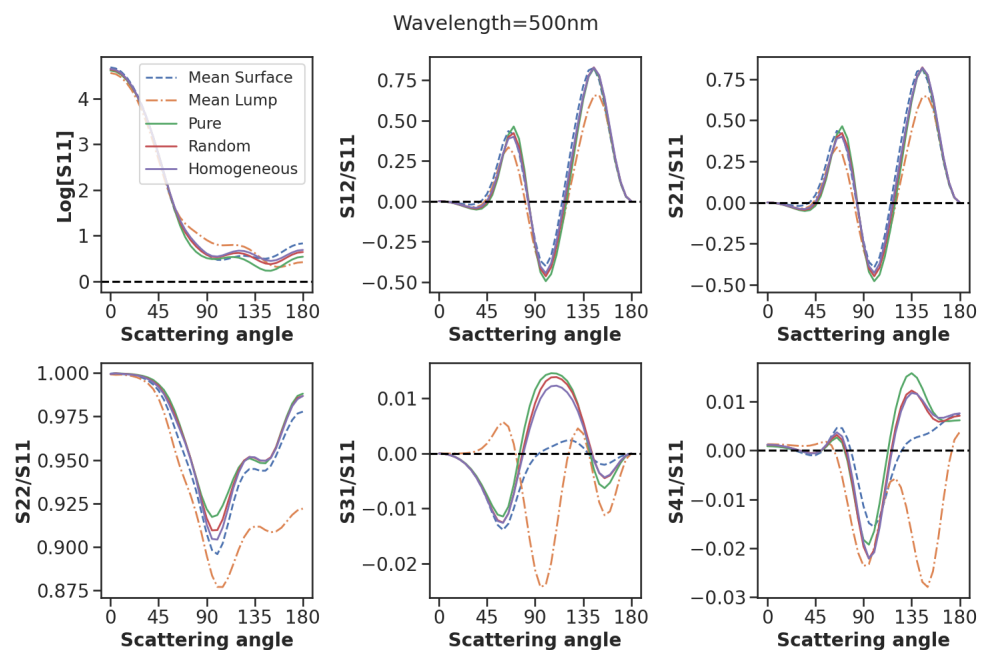 Wavelength=500nm
Log[S11]
4
3
2
1
0
Mean Surface
Mean Lump
Pure
Random
Homogeneous
0 45 90 135 180
Scattering angle
S12/S11
0.75
0.50
0.25
0.00
−0.25
−0.50
0 45 90 135 180
Sacttering angle
S21/S11
0.75
0.50
0.25
0.00
−0.25
−0.50
0 45 90 135 180
Sacttering angle
S22/S11
1.000
0.975
0.950
0.925
0.900
0.875
0 45 90 135 180
Scattering angle
S31/S11
0.01
0.00
−0.01
−0.02
0 45 90 135 180
Scattering angle
S41/S11
0.01
0.00
−0.01
−0.02
−0.03
0 45 90 135 180
Scattering angle